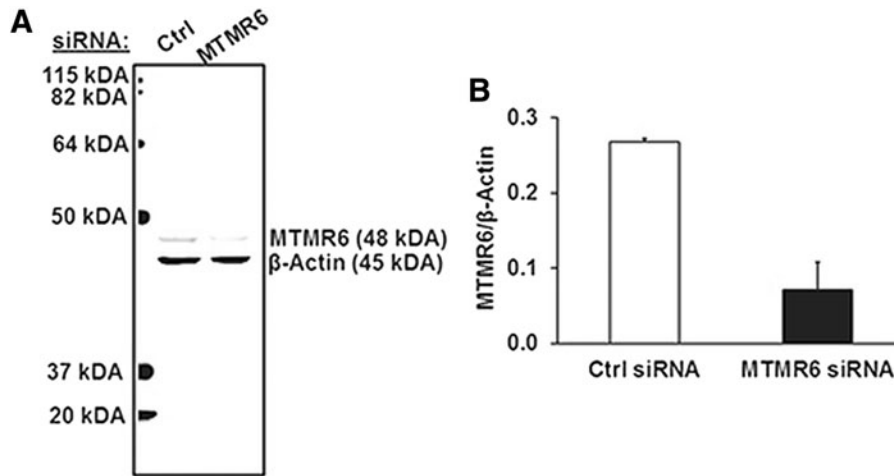 A
siRNA:
Ctrl
MTMR6
115 kDA
82 kDA
64 kDA
50 kDA
MTMR6 (48 kDA)
β-Actin (45 kDA)
37 kDA
20 kDA
B
MTMR6/β-Actin
0.3
0.2
0.1
0.0
Ctrl siRNA
MTMR6 siRNA